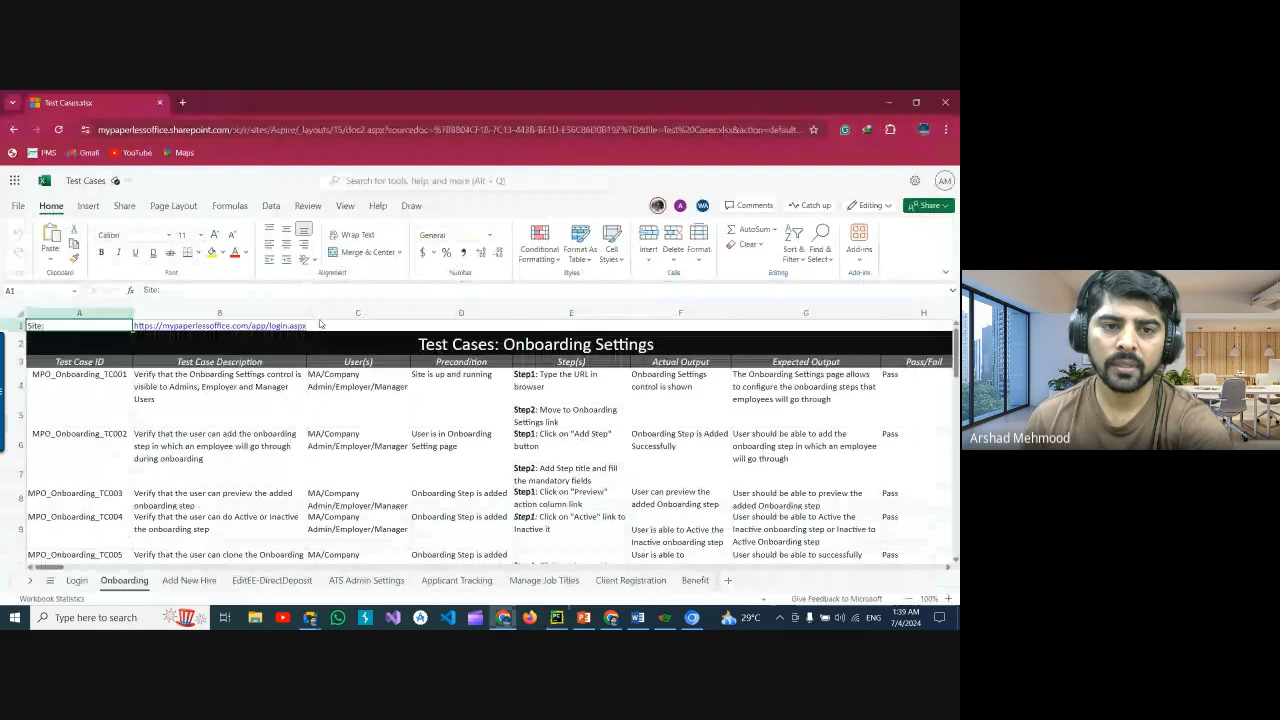 Test Cases.xlsx
PMS Gmail YouTube Maps
Test Cases
Search for tools, help, and more (Alt + Q)
AM
File Home Insert Share Page Layout Formulas Data Review View Help Draw
A WA Comments Catch up Editing Share
Calibri 11
Paste
Wrap Text
Merge & Center
General
Conditional Formatting
Format As Table
Cell Styles
Insert Delete Format
AutoSum
Clear
Sort & Filter
Find & Select
Add-ins
Clipboard Font Alignment Number Styles Cells Editing Add-ins
A1 fx Site:
A B C D E F G H
1 Site: https://mypaperlessoffice.com/app/login.aspx
2 Test Cases: Onboarding Settings
3 Test Case ID Test Case Description User(s) Precondition Step(s) Actual Output Expected Output Pass/Fail
MPO_Onboarding_TC001 Verify that the Onboarding Settings control is MA/Company Site is up and running Step1: Type the URL in Onboarding Settings The Onboarding Settings page allows Pass
4 visible to Admins, Employer and Manager Admin/Employer/Manager browser control is shown to configure the onboarding steps that
Users employees will go through
5 Step2: Move to Onboarding
Settings link
MPO_Onboarding_TC002 Verify that the user can add the onboarding MA/Company User is in Onboarding Step1: Click on "Add Step" Onboarding Step is Added User should be able to add the Pass
6 step in which an employee will go through Admin/Employer/Manager Setting page button Successfully onboarding step in which an employee
during onboarding will go through
7 Step2: Add Step title and fill
the mandatory fields
MPO_Onboarding_TC003 Verify that the user can preview the added MA/Company Onboarding Step is added Step1: Click on "Preview" User can preview the User should be able to preview the Pass
8 onboarding step Admin/Employer/Manager action column link added Onboarding step added Onboarding step
MPO_Onboarding_TC004 Verify that the user can do Active or Inactive MA/Company Onboarding Step is added Step1: Click on "Active" link to User should be able to Active the Pass
9 the onboarding step Admin/Employer/Manager Inactive it User is able to Active the Inactive onboarding step or Inactive to
Inactive onboarding step Active Onboarding step
MPO_Onboarding_TC005 Verify that the user can clone the Onboarding MA/Company Onboarding Step is added User is able to User should be able to successfully Pass
Login Onboarding Add New Hire EditEE-DirectDeposit ATS Admin Settings Applicant Tracking Manage Job Titles Client Registration Benefit
Workbook Statistics Give Feedback to Microsoft 100%
Type here to search 29°C ENG 1:39 AM
7/4/2024
Arshad Mehmood